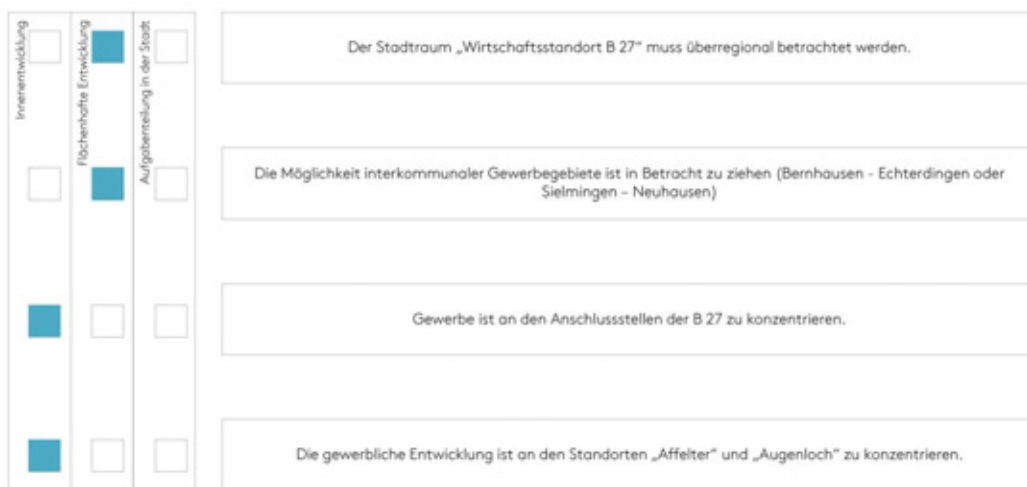 Innenentwicklung
Flächenhafte Entwicklung
Aufgabenteilung in der Stadt
Der Stadtraum „Wirtschaftsstandort B 27“ muss überregional betrachtet werden.
Die Möglichkeit interkommunaler Gewerbegebiete ist in Betracht zu ziehen (Bernhausen - Echterdingen oder
Sielmingen – Neuhausen)
Gewerbe ist an den Anschlussstellen der B 27 zu konzentrieren.
Die gewerbliche Entwicklung ist an den Standorten „Affelter“ und „Augenloch“ zu konzentrieren.